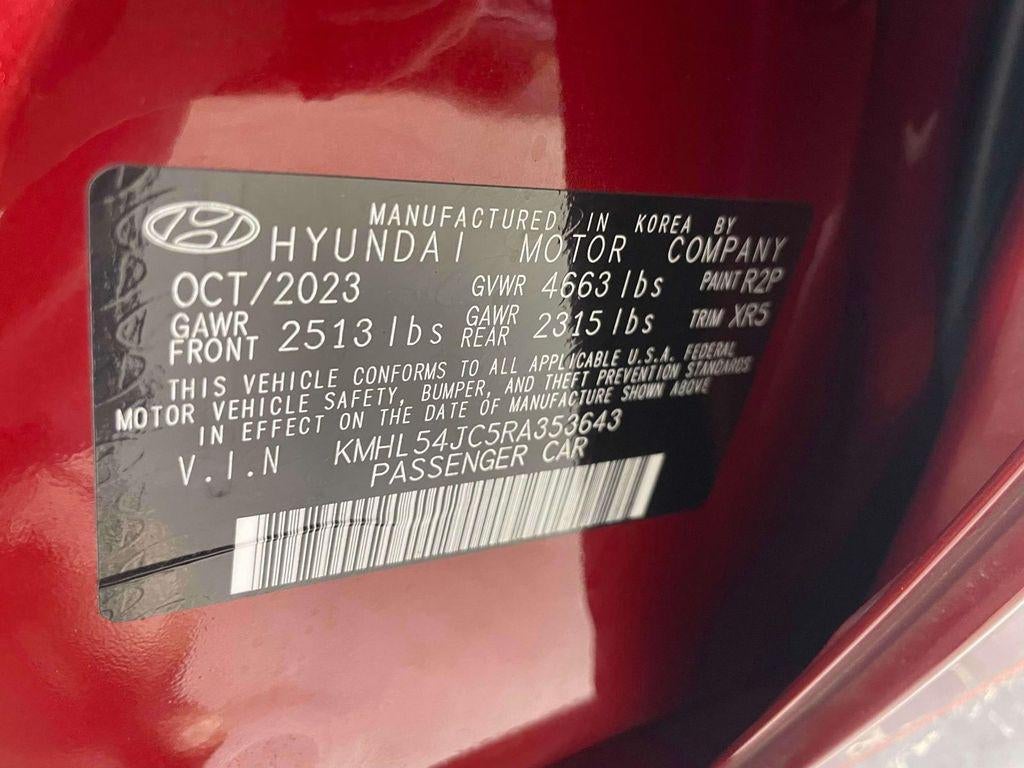 MANUFACTURED IN KOREA BY
HYUNDAI MOTOR COMPANY
OCT/2023 GVWR 4663 lbs PAINT R2P
GAWR FRONT 2513 lbs GAWR REAR 2315 lbs TRIM XR5
THIS VEHICLE CONFORMS TO ALL APPLICABLE U.S.A. FEDERAL
MOTOR VEHICLE SAFETY, BUMPER, AND THEFT PREVENTION STANDARDS
IN EFFECT ON THE DATE OF MANUFACTURE SHOWN ABOVE
V.I.N KMHL54JC5RA353643
PASSENGER CAR